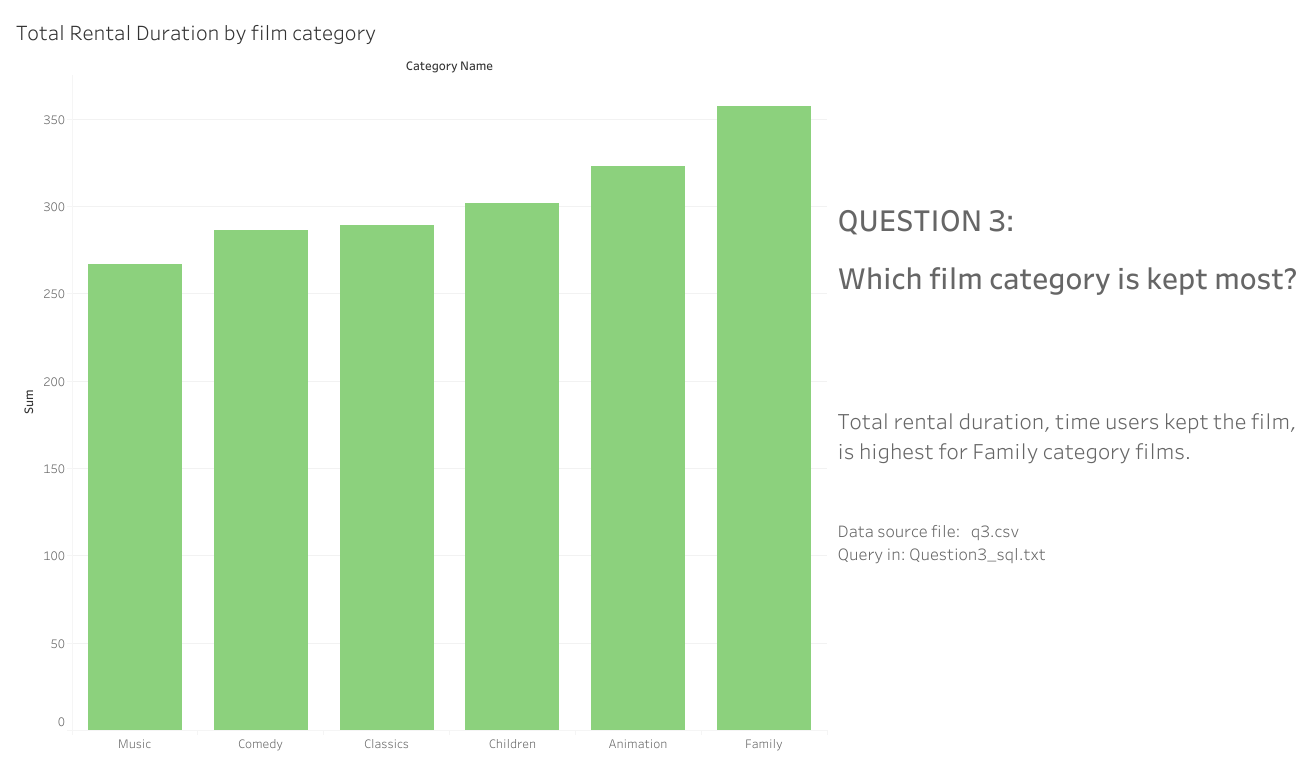 Total Rental Duration by film category
Category Name
350
300
250
200
150
100
50
0
Sum
Music
Comedy
Classics
Children
Animation
Family
QUESTION 3:
Which film category is kept most?
Total rental duration, time users kept the film,
is highest for Family category films.
Data source file: q3.csv
Query in: Question3_sql.txt